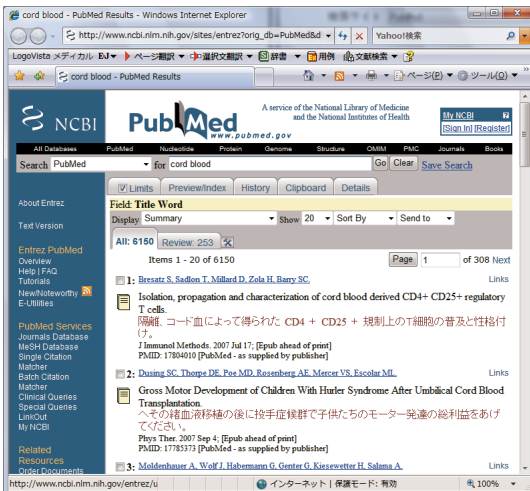 cord blood - PubMed Results - Windows Internet Explorer
http://www.ncbi.nlm.nih.gov/sites/entrez?orig_db=PubMed&d
Yahoo!検索
LogoVista メディカル EJ ページ翻訳 選択文翻訳 辞書 用例 文献検索
cord blood - PubMed Results
ページ(P) ツール(O)
NCBI
PubMed
www.pubmed.gov
A service of the National Library of Medicine
and the National Institutes of Health
My NCBI
[Sign In] [Register]
All Databases PubMed Nucleotide Protein Genome Structure OMIM PMC Journals Books
Search PubMed for cord blood Go Clear Save Search
Limits Preview/Index History Clipboard Details
Field: Title Word
Display Summary Show 20 Sort By Send to
All: 6150 Review: 253
Items 1 - 20 of 6150 Page 1 of 308 Next
About Entrez
Text Version
Entrez PubMed
Overview
Help | FAQ
Tutorials
New/Noteworthy
E-Utilities
PubMed Services
Journals Database
MeSH Database
Single Citation
Matcher
Batch Citation
Matcher
Clinical Queries
Special Queries
LinkOut
My NCBI
Related
Resources
Order Documents
1: Bresatz S, Sadlon T, Millard D, Zola H, Barry SC. Links
Isolation, propagation and characterization of cord blood derived CD4+ CD25+ regulatory
T cells.
隔離、コード血によって得られた CD4 + CD25 + 規制上のT細胞の普及と性格付
け。
J Immunol Methods. 2007 Jul 17; [Epub ahead of print]
PMID: 17804010 [PubMed - as supplied by publisher]
2: Dusing SC, Thorpe DE, Poe MD, Rosenberg AE, Mercer VS, Escolar ML. Links
Gross Motor Development of Children With Hurler Syndrome After Umbilical Cord Blood
Transplantation.
へその緒血液移植の後に投手症候群で子供たちのモーター発達の総利益をあげ
てください。
Phys Ther. 2007 Sep 4; [Epub ahead of print]
PMID: 17785373 [PubMed - as supplied by publisher]
3: Moldenhauer A, Wolf J, Habermann G, Genter G, Kiesewetter H, Salama A. Links
http://www.ncbi.nlm.nih.gov/entrez/u
インターネット | 保護モード: 有効
100%